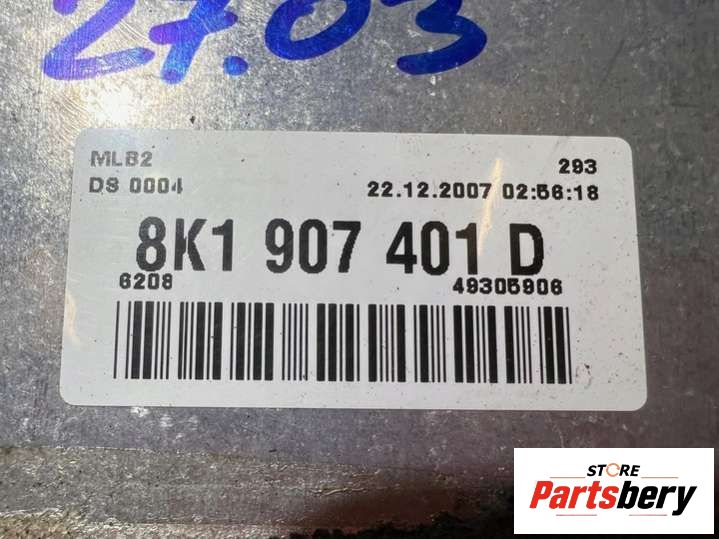 27.03
MLB2
293
DS 0004
22.12.2007 02:56:18
8K1 907 401 D
6208
49305906
STORE
Partsbery